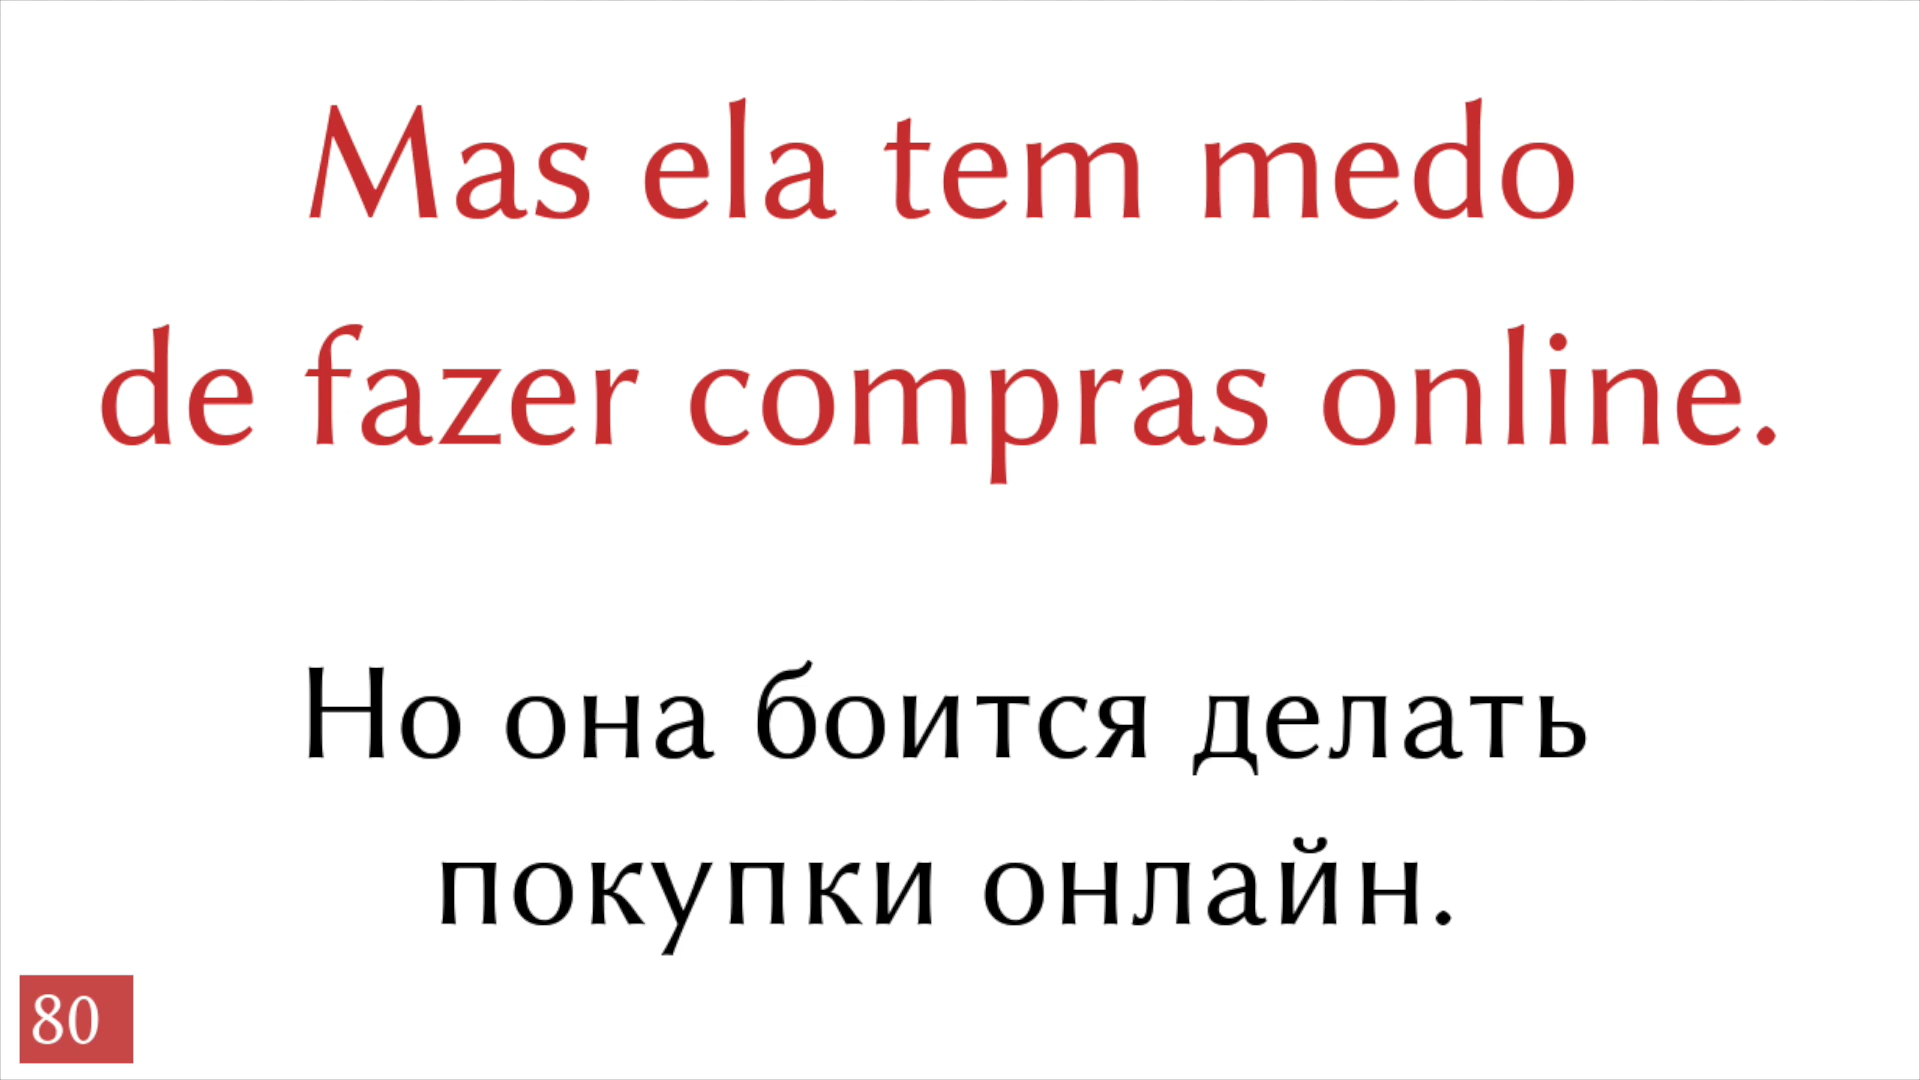 Mas ela tem medo
de fazer compras online.
Но она боится делать
покупки онлайн.
80